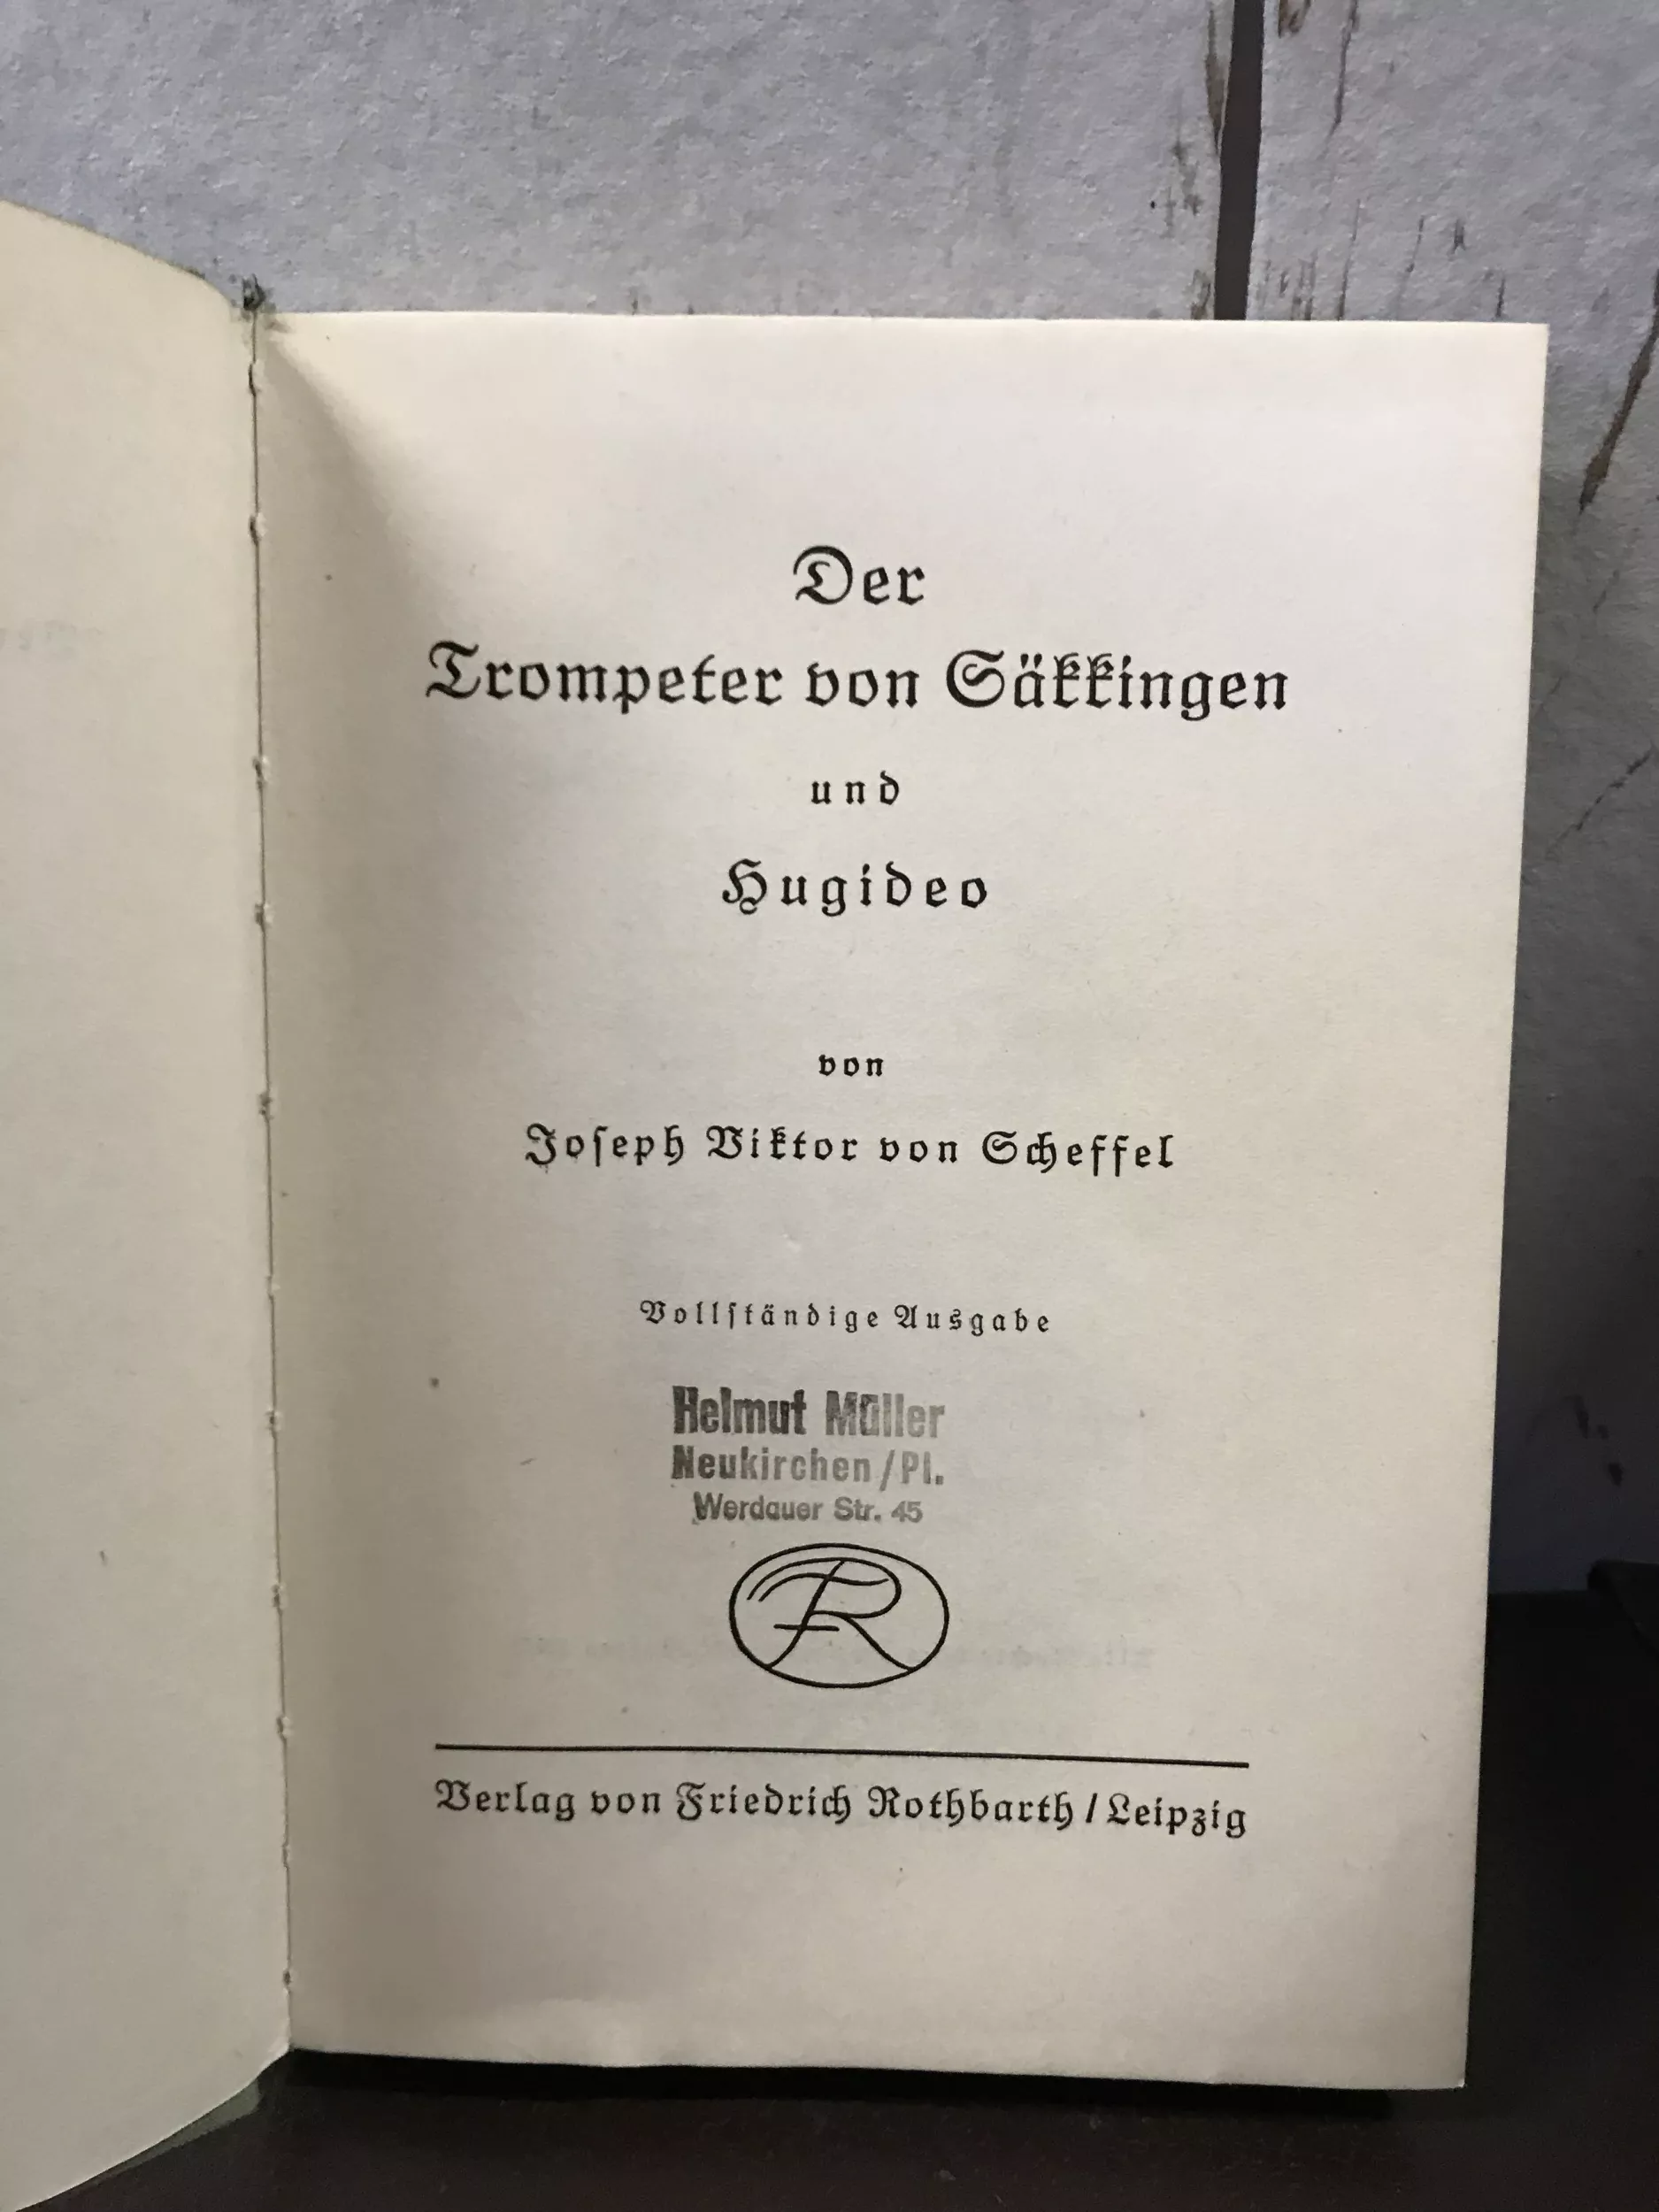 Der
Trompeter von Säkkingen
und
Hugideo
von
Joseph Viktor von Scheffel
Vollständige Ausgabe
Helmut Müller
Neukirchen/Pl.
Werdauer Str. 45
FR
Verlag von Friedrich Rothbarth / Leipzig